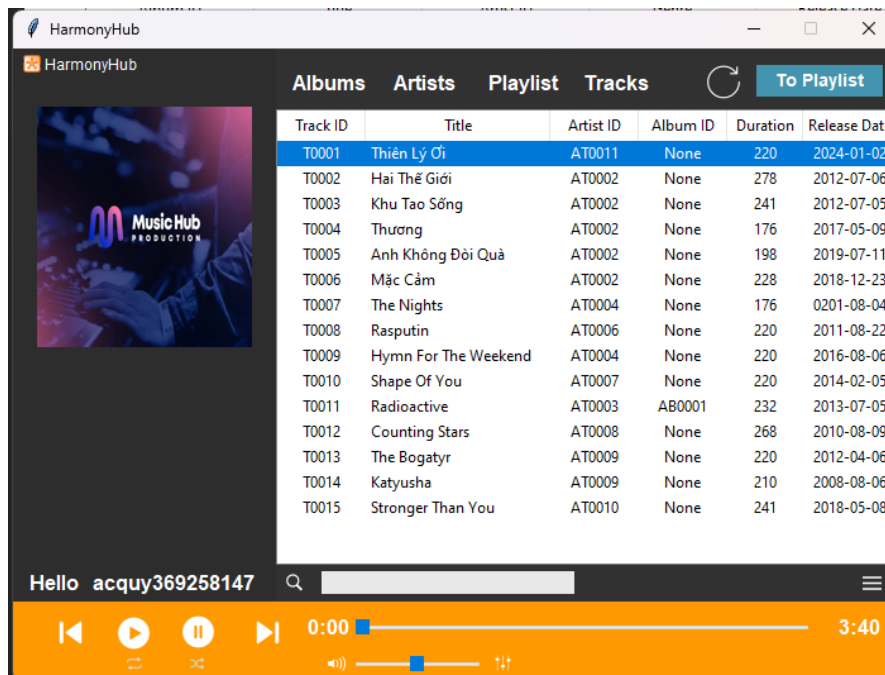 HarmonyHub
HarmonyHub
Albums Artists Playlist Tracks To Playlist
Music Hub
PRODUCTION
Track ID Title Artist ID Album ID Duration Release Dat
T0001 Thiên Lý Ơi AT0011 None 220 2024-01-02
T0002 Hai Thế Giới AT0002 None 278 2012-07-06
T0003 Khu Tao Sống AT0002 None 241 2012-07-05
T0004 Thương AT0002 None 176 2017-05-09
T0005 Anh Không Đòi Quà AT0002 None 198 2019-07-11
T0006 Mặc Cảm AT0002 None 228 2018-12-23
T0007 The Nights AT0004 None 176 0201-08-04
T0008 Rasputin AT0006 None 220 2011-08-22
T0009 Hymn For The Weekend AT0004 None 220 2016-08-06
T0010 Shape Of You AT0007 None 220 2014-02-05
T0011 Radioactive AT0003 AB0001 232 2013-07-05
T0012 Counting Stars AT0008 None 268 2010-08-09
T0013 The Bogatyr AT0009 None 220 2012-04-06
T0014 Katyusha AT0009 None 210 2008-08-06
T0015 Stronger Than You AT0010 None 241 2018-05-08
Hello acquy369258147
0:00 3:40